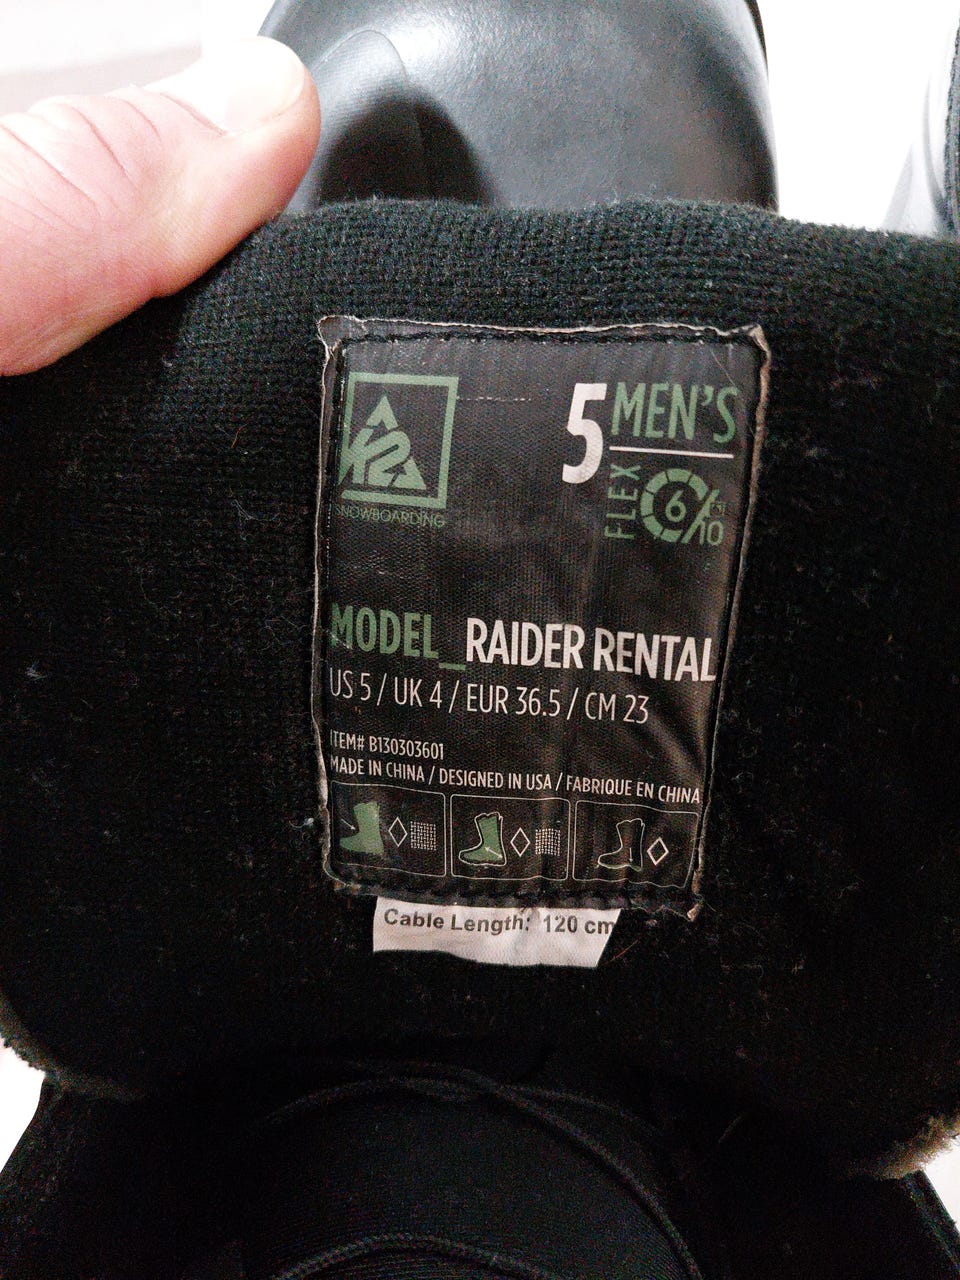 K2
SNOWBOARDING
5 MEN'S
FLEX 6/10
MODEL_RAIDER RENTAL
US 5 / UK 4 / EUR 36.5 / CM 23
ITEM# B130303601
MADE IN CHINA / DESIGNED IN USA / FABRIQUE EN CHINA
Cable Length: 120 cm